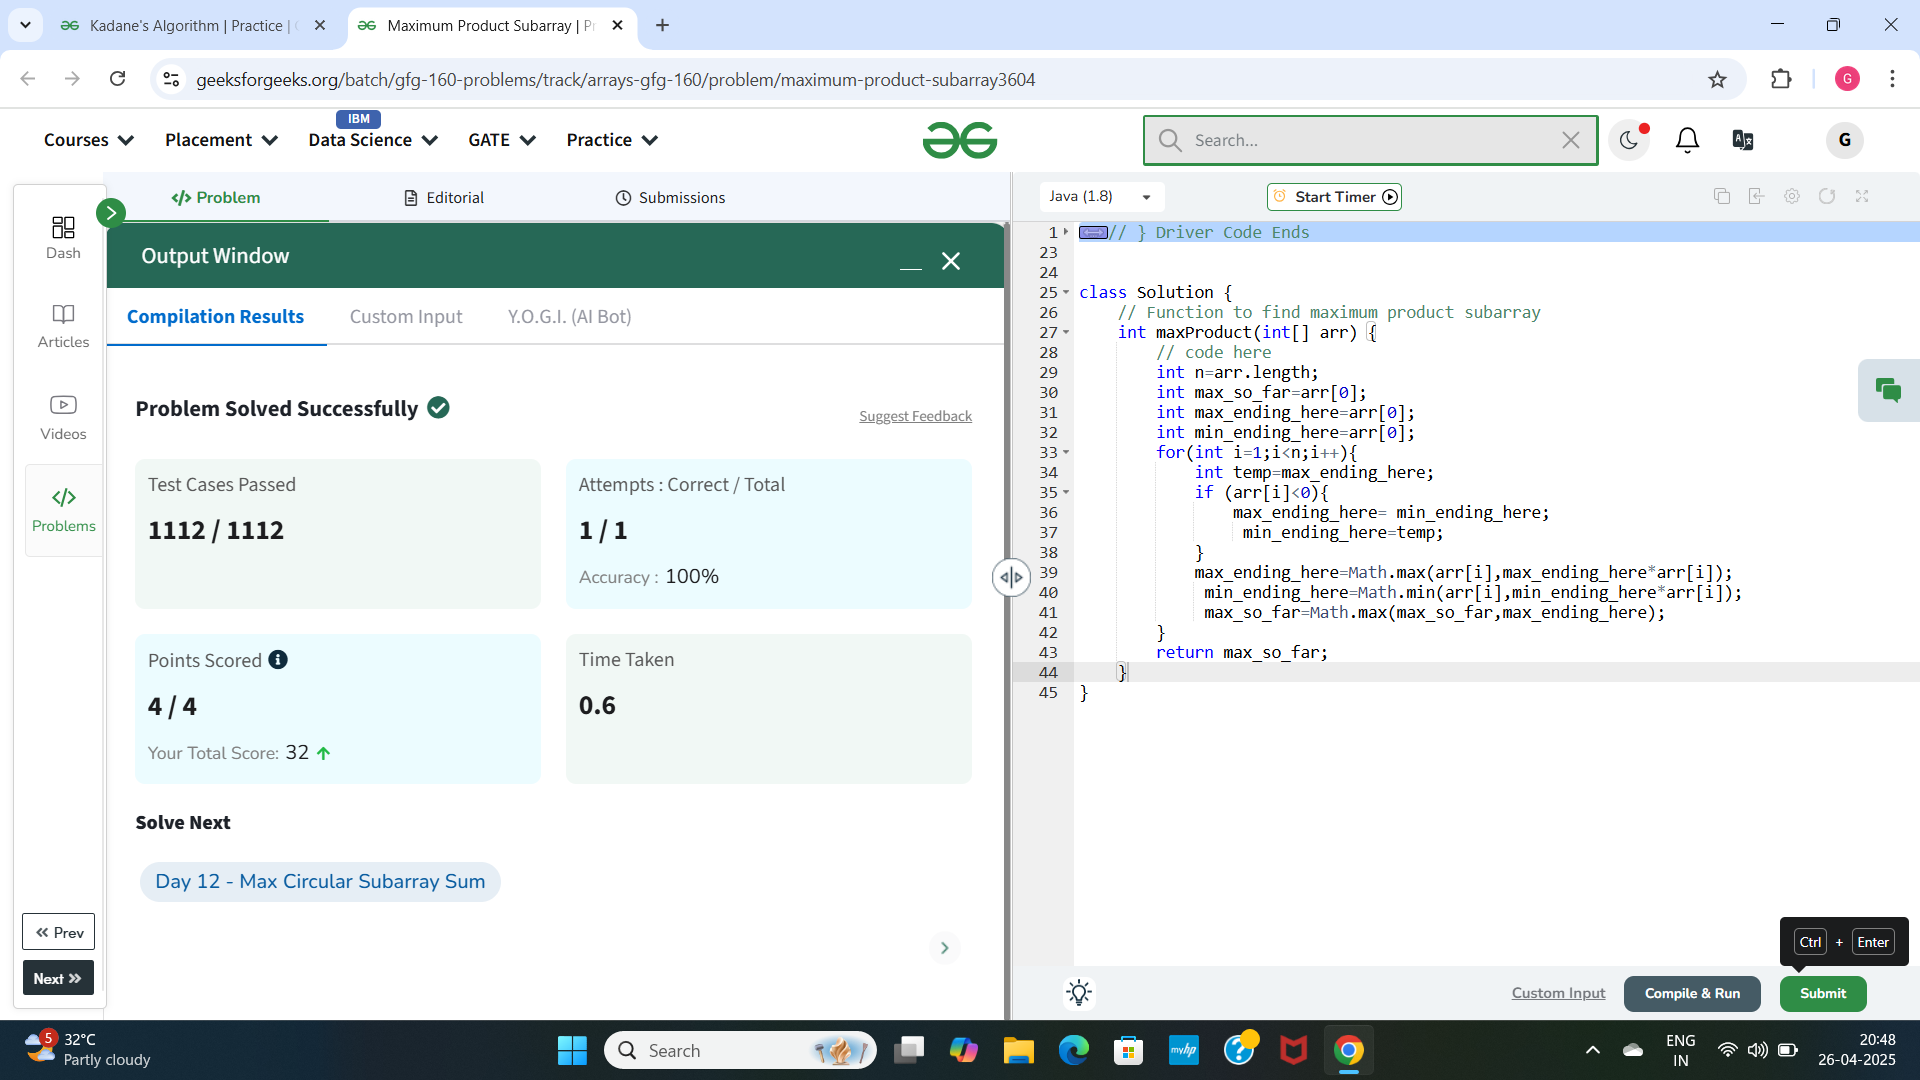 Kadane's Algorithm | Practice |
Maximum Product Subarray | Pr
geeksforgeeks.org/batch/gfg-160-problems/track/arrays-gfg-160/problem/maximum-product-subarray3604
G
Courses
Placement
IBM
Data Science
GATE
Practice
Search...
G
Dash
Articles
Videos
Problems
Prev
Next
Problem
Editorial
Submissions
Output Window
Compilation Results
Custom Input
Y.O.G.I. (AI Bot)
Problem Solved Successfully
Suggest Feedback
Test Cases Passed
1112 / 1112
Attempts : Correct / Total
1 / 1
Accuracy : 100%
Points Scored
4 / 4
Your Total Score: 32
Time Taken
0.6
Solve Next
Day 12 - Max Circular Subarray Sum
Java (1.8)
Start Timer
1 // } Driver Code Ends
23
24
25 class Solution {
26 // Function to find maximum product subarray
27 int maxProduct(int[] arr) {
28 // code here
29 int n=arr.length;
30 int max_so_far=arr[0];
31 int max_ending_here=arr[0];
32 int min_ending_here=arr[0];
33 for(int i=1;i<n;i++){
34 int temp=max_ending_here;
35 if (arr[i]<0){
36 max_ending_here= min_ending_here;
37 min_ending_here=temp;
38 }
39 max_ending_here=Math.max(arr[i],max_ending_here*arr[i]);
40 min_ending_here=Math.min(arr[i],min_ending_here*arr[i]);
41 max_so_far=Math.max(max_so_far,max_ending_here);
42 }
43 return max_so_far;
44 }
45 }
Ctrl + Enter
Custom Input
Compile & Run
Submit
5
32°C
Partly cloudy
Search
myhp
ENG
IN
20:48
26-04-2025